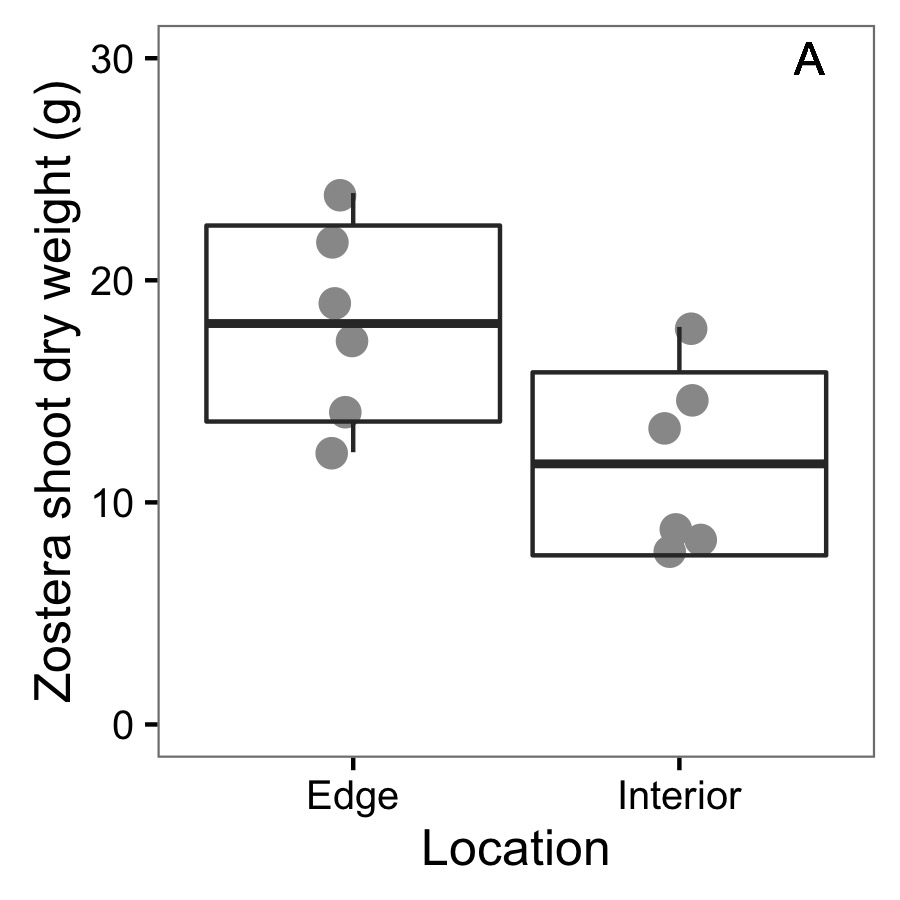 A
Zostera shoot dry weight (g)
30
20
10
0
Edge Interior
Location